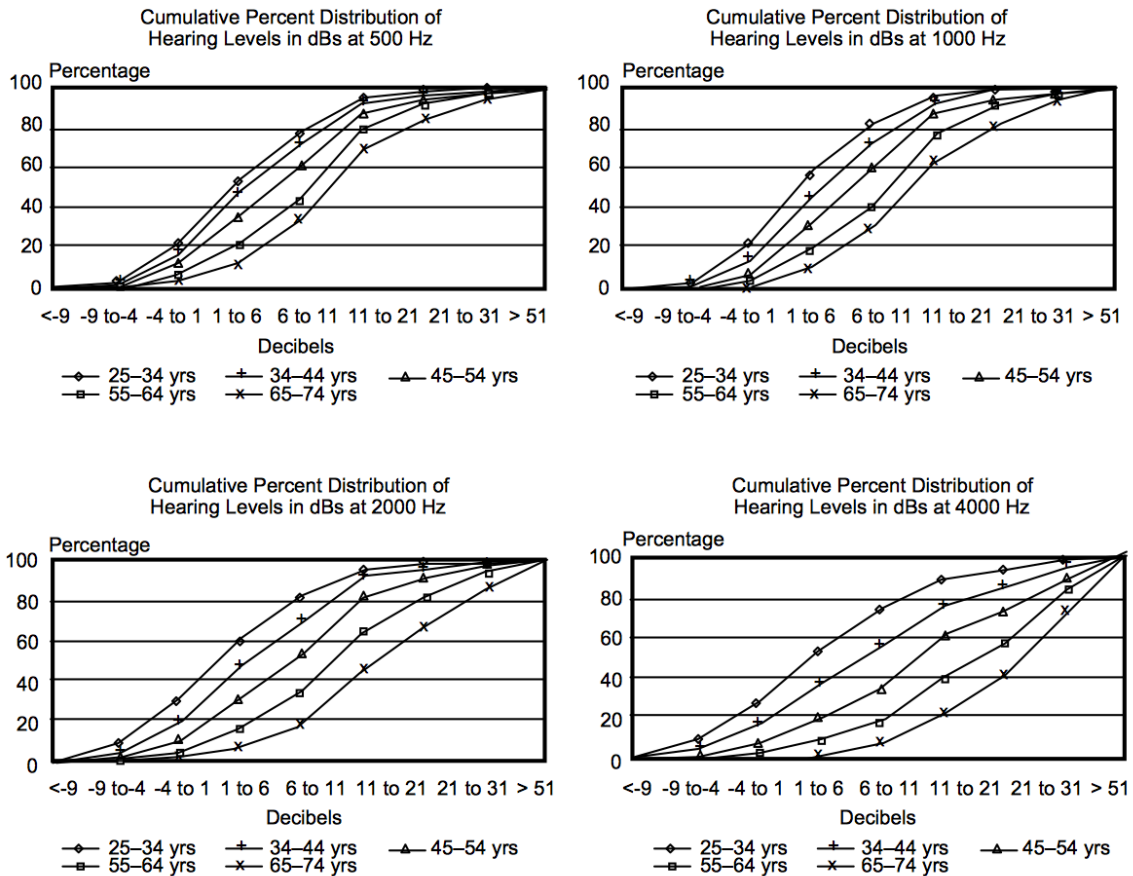 Cumulative Percent Distribution of
Hearing Levels in dBs at 500 Hz
Percentage
100
80
60
40
20
0
<-9 -9 to-4 -4 to 1 1 to 6 6 to 11 11 to 21 21 to 31 > 51
Decibels
25–34 yrs 34–44 yrs 45–54 yrs
55–64 yrs 65–74 yrs
Cumulative Percent Distribution of
Hearing Levels in dBs at 1000 Hz
Percentage
100
80
60
40
20
0
<-9 -9 to-4 -4 to 1 1 to 6 6 to 11 11 to 21 21 to 31 > 51
Decibels
25–34 yrs 34–44 yrs 45–54 yrs
55–64 yrs 65–74 yrs
Cumulative Percent Distribution of
Hearing Levels in dBs at 2000 Hz
Percentage
100
80
60
40
20
0
<-9 -9 to-4 -4 to 1 1 to 6 6 to 11 11 to 21 21 to 31 > 51
Decibels
25–34 yrs 34–44 yrs 45–54 yrs
55–64 yrs 65–74 yrs
Cumulative Percent Distribution of
Hearing Levels in dBs at 4000 Hz
Percentage
100
80
60
40
20
0
<-9 -9 to-4 -4 to 1 1 to 6 6 to 11 11 to 21 21 to 31 > 51
Decibels
25–34 yrs 34–44 yrs 45–54 yrs
55–64 yrs 65–74 yrs